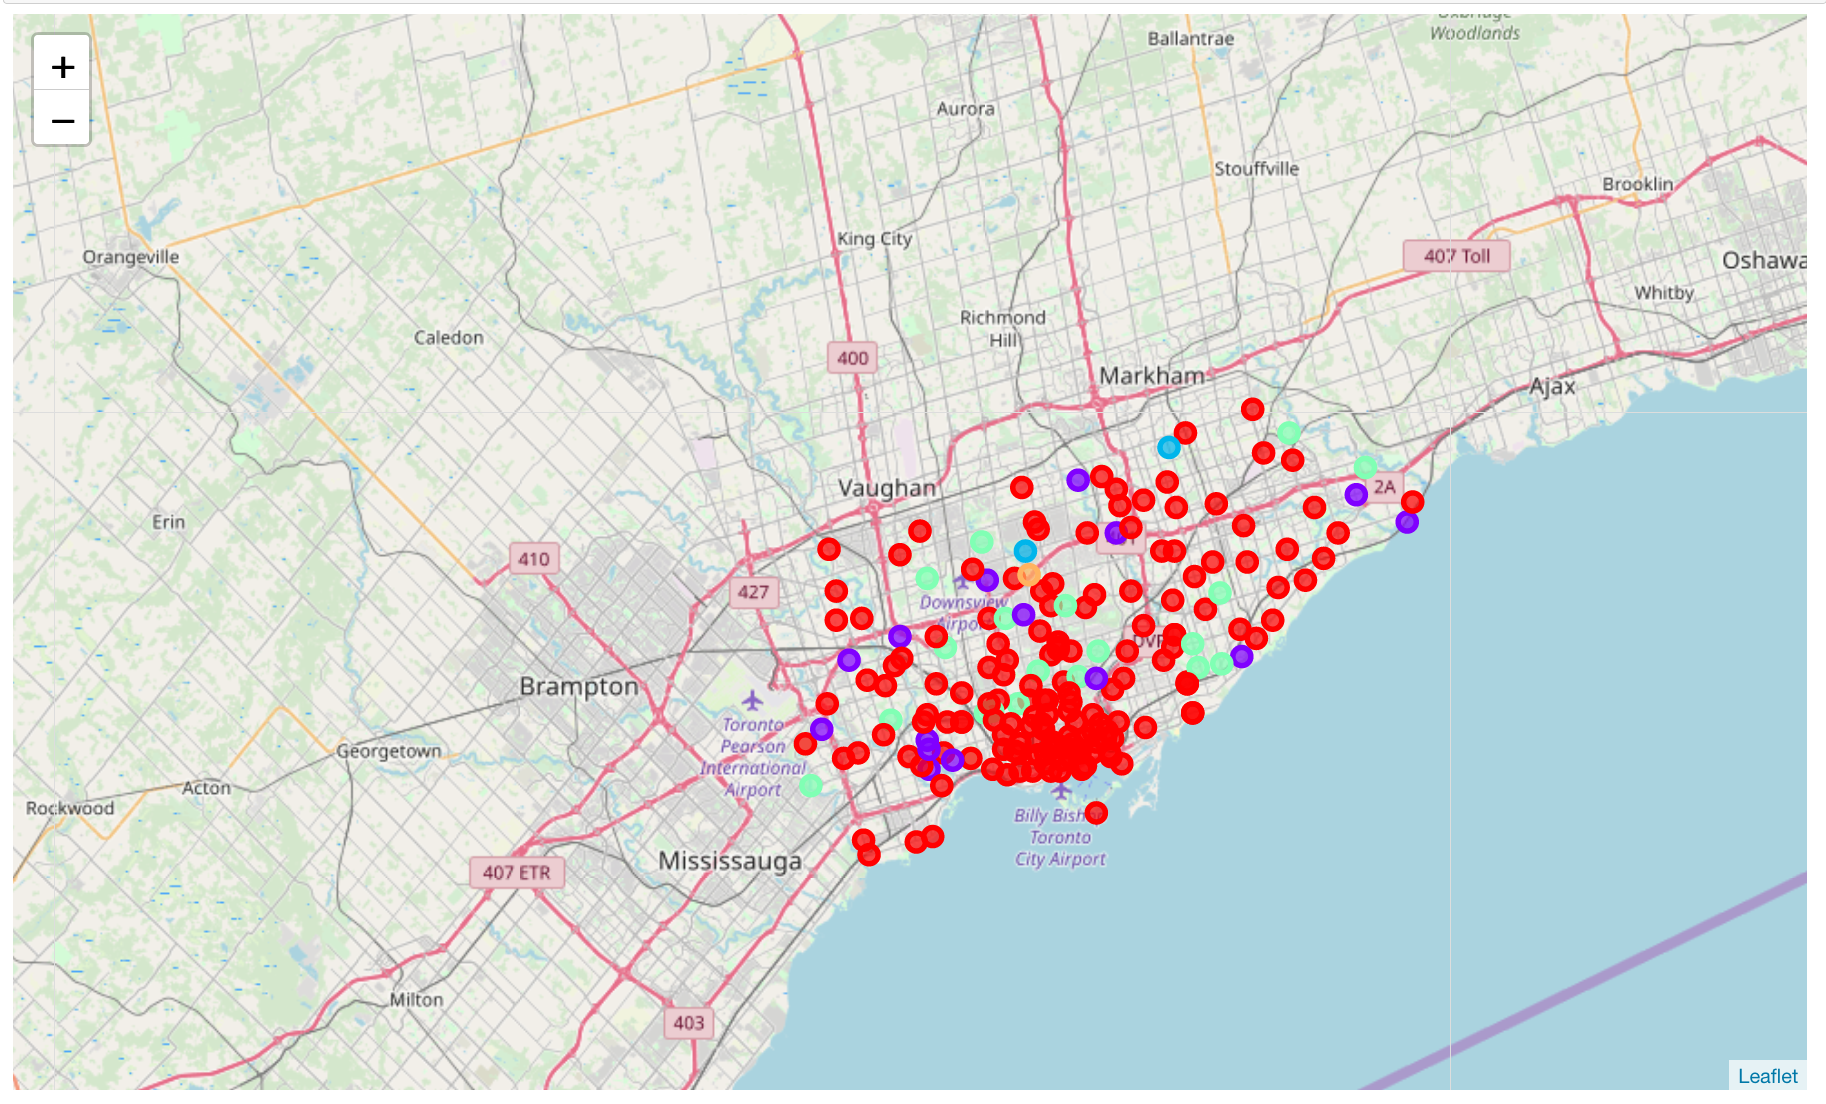 +
−
Woodlands
Ballantrae
Aurora
Stouffville
Brooklin
King City
407 Toll
Orangeville
Oshawa
Whitby
Richmond
Hill
Caledon
400
Markham
Ajax
Vaughan
2A
Erin
410
427
Downsview
Airport
DVP
Brampton
Toronto
Pearson
International
Airport
Georgetown
Acton
Rockwood
Billy Bish
Toronto
City Airport
Mississauga
407 ETR
Milton
403
Leaflet